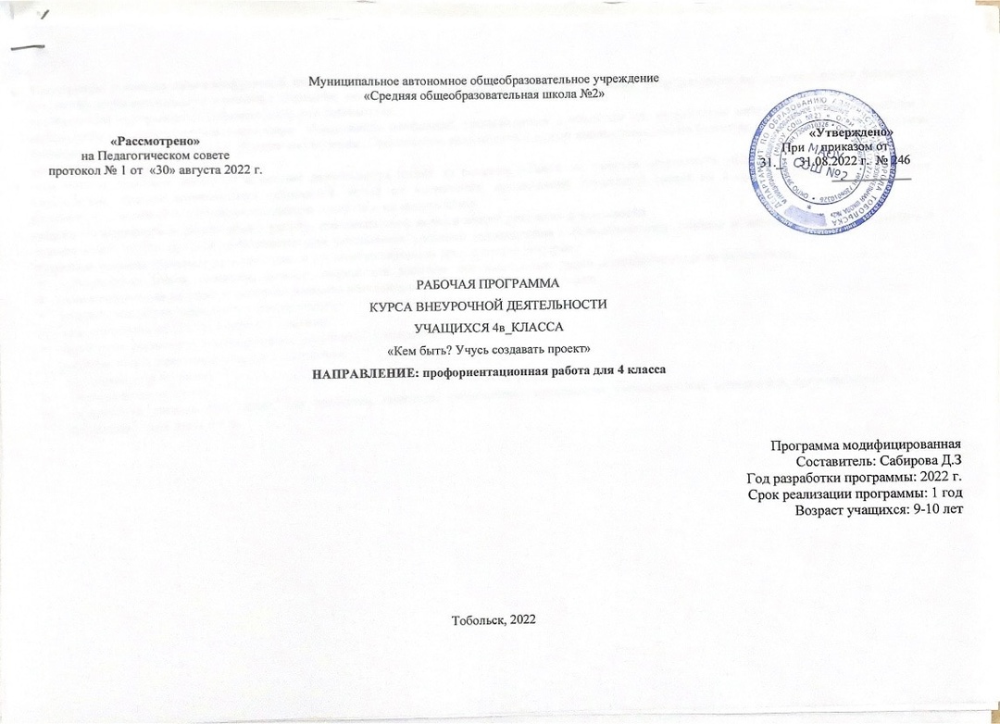 Муниципальное автономное общеобразовательное учреждение
«Средняя общеобразовательная школа №2»
«Рассмотрено»
на Педагогическом совете
протокол № 1 от «30» августа 2022 г.
«Утверждено»
При приказом от
31. 31.08.2022 г. № 246
МАОУ
СОШ №2
РАБОЧАЯ ПРОГРАММА
КУРСА ВНЕУРОЧНОЙ ДЕЯТЕЛЬНОСТИ
УЧАЩИХСЯ 4в_КЛАССА
«Кем быть? Учусь создавать проект»
НАПРАВЛЕНИЕ: профориентационная работа для 4 класса
Программа модифицированная
Составитель: Сабирова Д.З
Год разработки программы: 2022 г.
Срок реализации программы: 1 год
Возраст учащихся: 9-10 лет
Тобольск, 2022